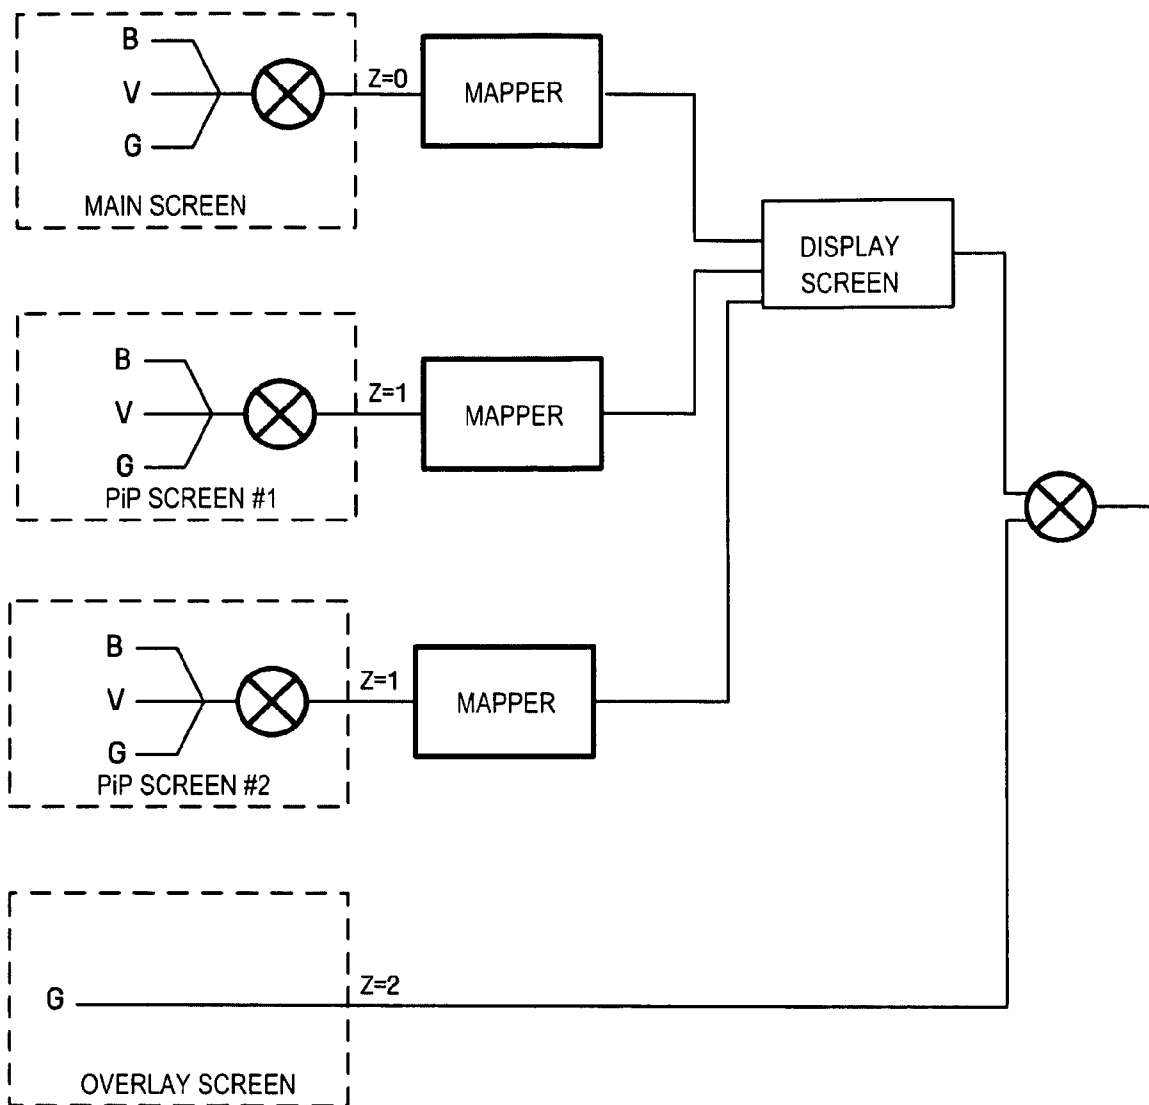 B
V
G
Z=0
MAPPER
MAIN SCREEN
DISPLAY
SCREEN
B
V
G
Z=1
MAPPER
PiP SCREEN #1
B
V
G
Z=1
MAPPER
PiP SCREEN #2
G
Z=2
OVERLAY SCREEN